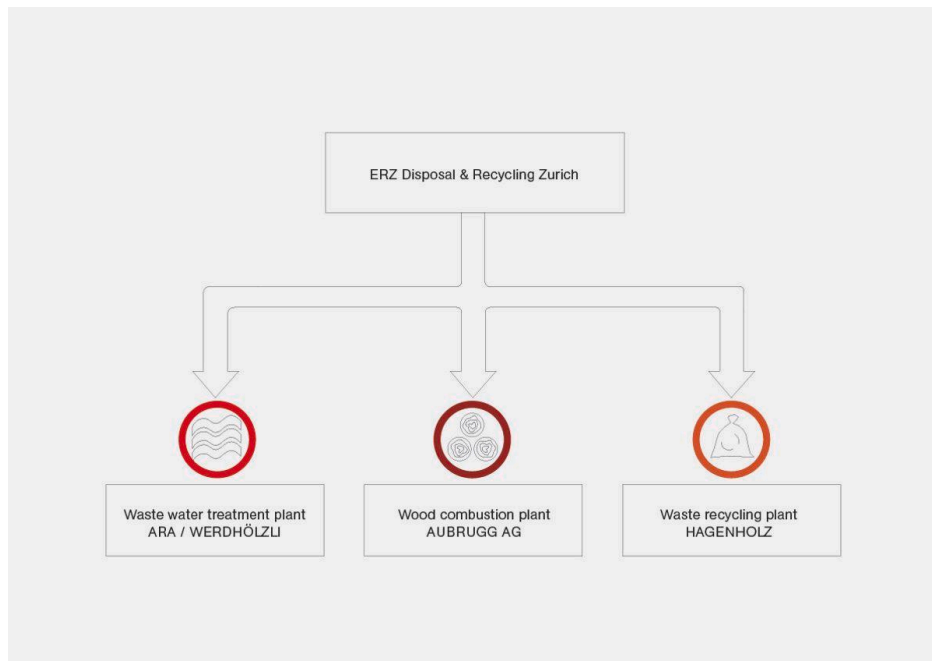 ERZ Disposal & Recycling Zurich
Waste water treatment plant
ARA / WERDHÖLZLI
Wood combustion plant
AUBRUGG AG
Waste recycling plant
HAGENHOLZ